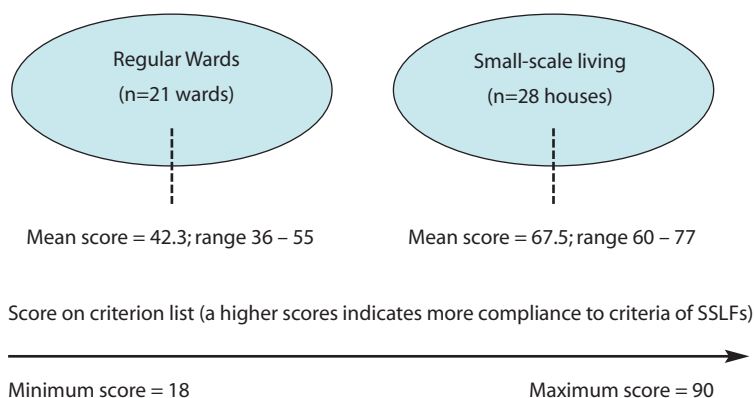 Regular Wards
(n=21 wards)
Small-scale living
(n=28 houses)
Mean score = 42.3; range 36 – 55
Mean score = 67.5; range 60 – 77
Score on criterion list (a higher scores indicates more compliance to criteria of SSLFs)
Minimum score = 18
Maximum score = 90